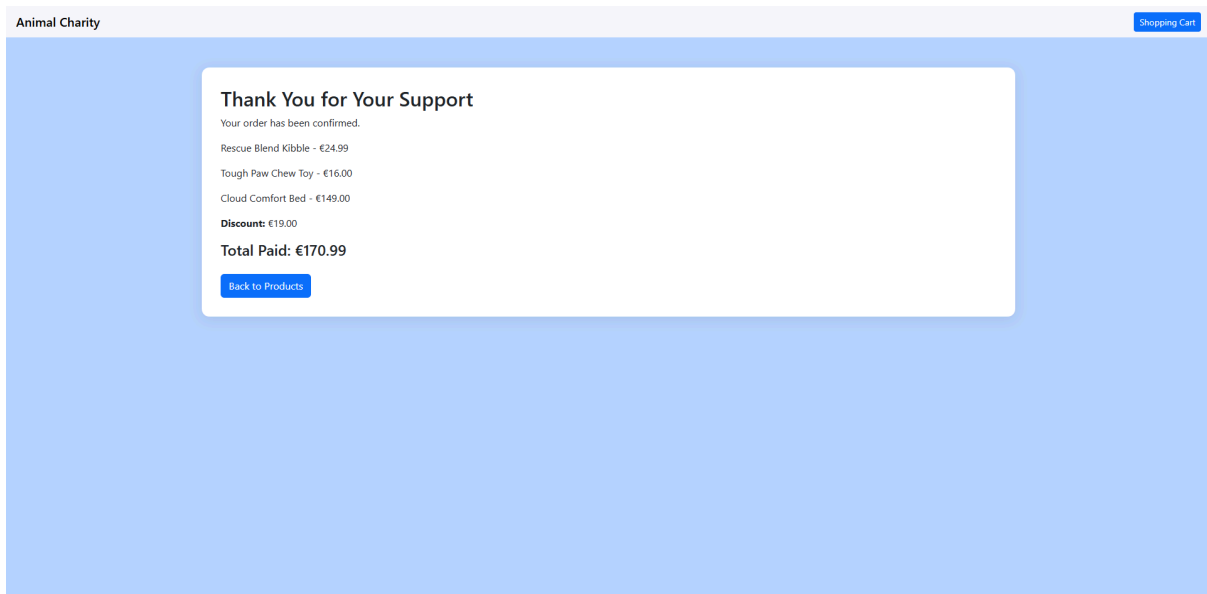 Animal Charity
Shopping Cart
Thank You for Your Support
Your order has been confirmed.
Rescue Blend Kibble - €24.99
Tough Paw Chew Toy - €16.00
Cloud Comfort Bed - €149.00
Discount: €19.00
Total Paid: €170.99
Back to Products